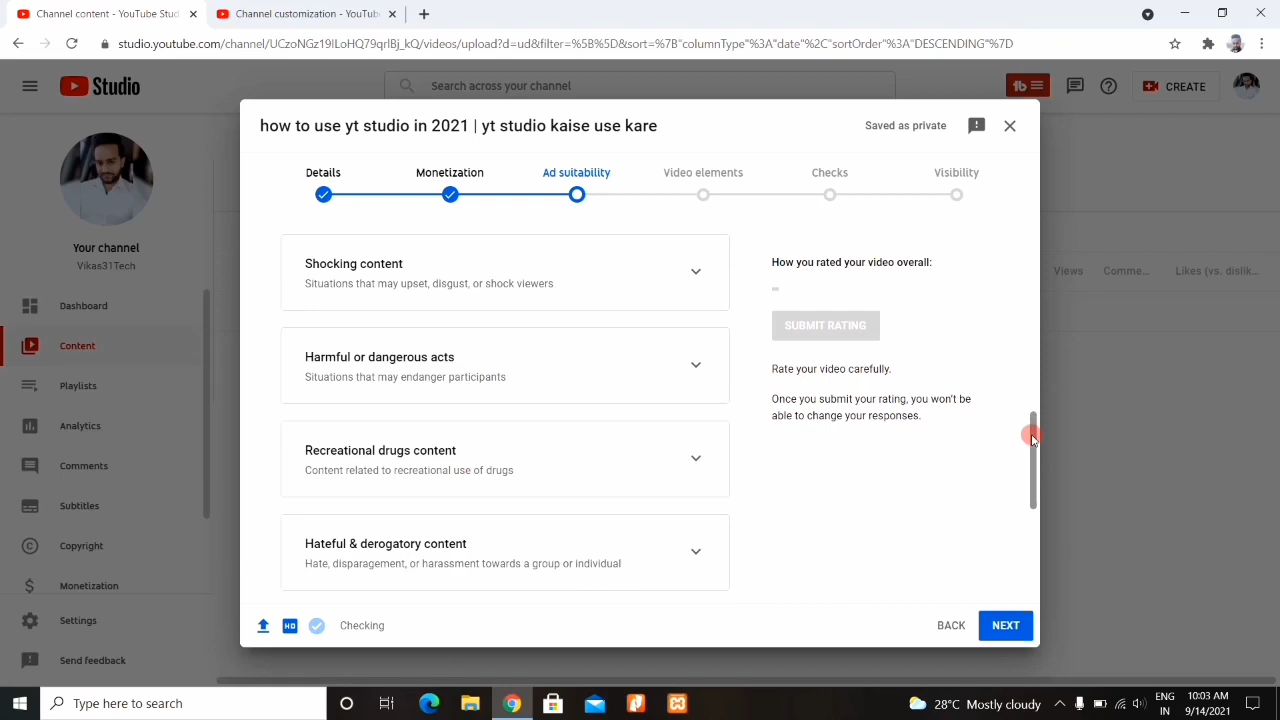 Channel content - YouTube Stud
Channel customization - YouTube
studio.youtube.com/channel/UCzoNGz19ILoHQ79qrlBj_kQ/videos/upload?d=ud&filter=%5B%5D&sort=%7B"columnType"%3A"date"%2C"sortOrder"%3A"DESCENDING"%7D
Studio
Search across your channel
CREATE
how to use yt studio in 2021 | yt studio kaise use kare
Saved as private
Details
Monetization
Ad suitability
Video elements
Checks
Visibility
Your channel
Vikas31Tech
Dashboard
Content
Playlists
Analytics
Comments
Subtitles
Copyright
Monetization
Settings
Send feedback
Shocking content
Situations that may upset, disgust, or shock viewers
Harmful or dangerous acts
Situations that may endanger participants
Recreational drugs content
Content related to recreational use of drugs
Hateful & derogatory content
Hate, disparagement, or harassment towards a group or individual
How you rated your video overall:
SUBMIT RATING
Rate your video carefully.
Once you submit your rating, you won't be
able to change your responses.
Views
Comme...
Likes (vs. dislik...
HD
Checking
BACK
NEXT
Type here to search
28°C Mostly cloudy
ENG
IN
10:03 AM
9/14/2021